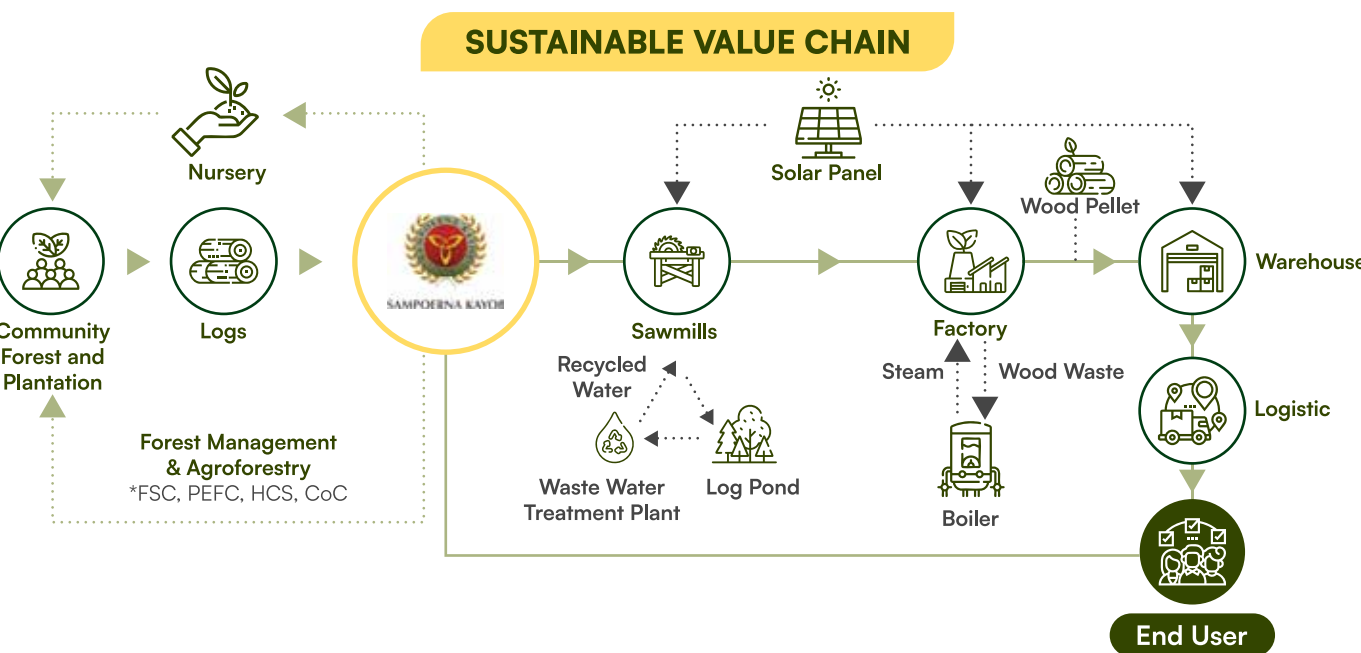 SUSTAINABLE VALUE CHAIN
Nursery
Solar Panel
Wood Pellet
Community
Forest and
Plantation
Logs
SAMPOERNA KAYOE
Sawmills
Factory
Warehouse
Recycled
Water
Steam
Wood Waste
Logistic
Forest Management
& Agroforestry
*FSC, PEFC, HCS, CoC
Waste Water
Treatment Plant
Log Pond
Boiler
End User